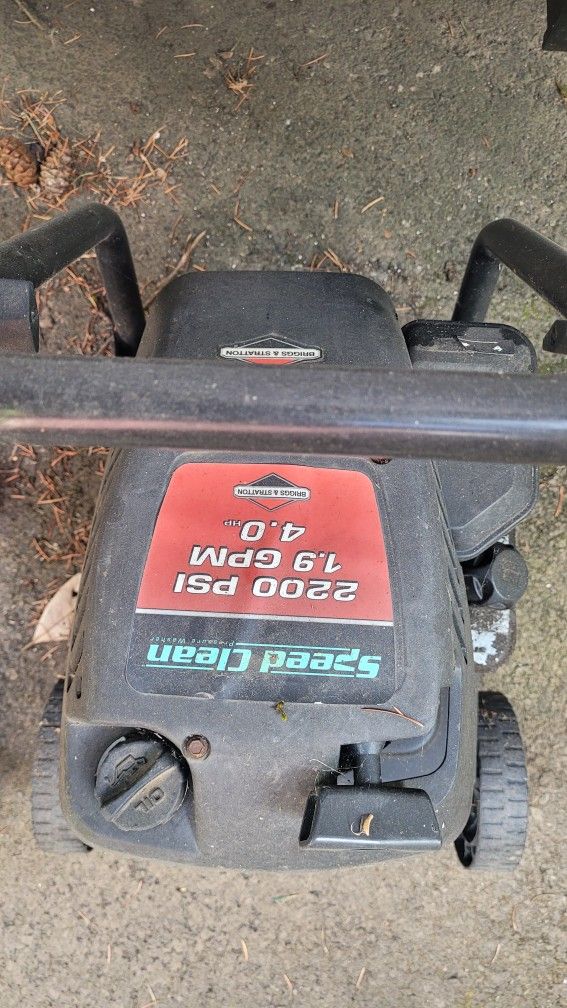 Speed Clean
Pressure Washer
2200 PSI
1.9 GPM
4.0 HP
BRIGGS & STRATTON
BRIGGS & STRATTON
OIL